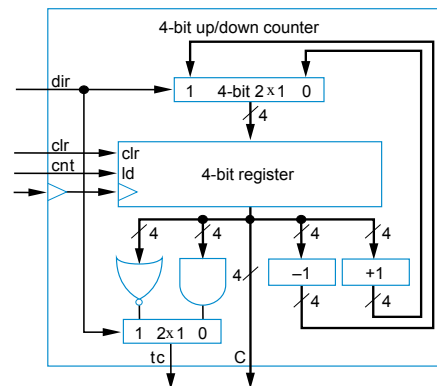 4-bit up/down counter
dir
1 4-bit 2x1 0
4
clr
cnt
clr
ld
4-bit register
4 4 4 4 4
–1 +1
4 4
1 2x1 0
tc C